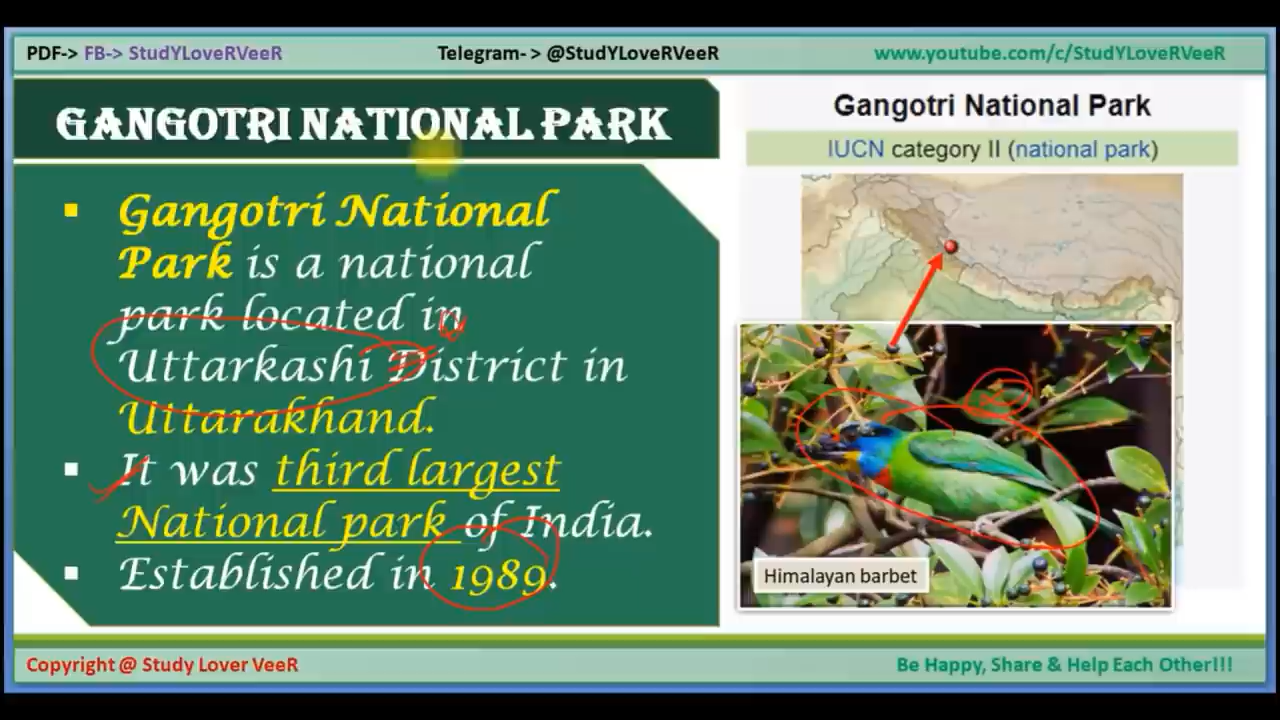 PDF-> FB-> StudYLoveRVeeR
Telegram- > @StudYLoveRVeeR
www.youtube.com/c/StudYLoveRVeeR
GANGOTRI NATIONAL PARK
▪ Gangotri National
Park is a national
park located in
Uttarkashi District in
Uttarakhand.
▪ It was third largest
National park of India.
▪ Established in 1989.
Gangotri National Park
IUCN category II (national park)
Himalayan barbet
Copyright @ Study Lover VeeR
Be Happy, Share & Help Each Other!!!